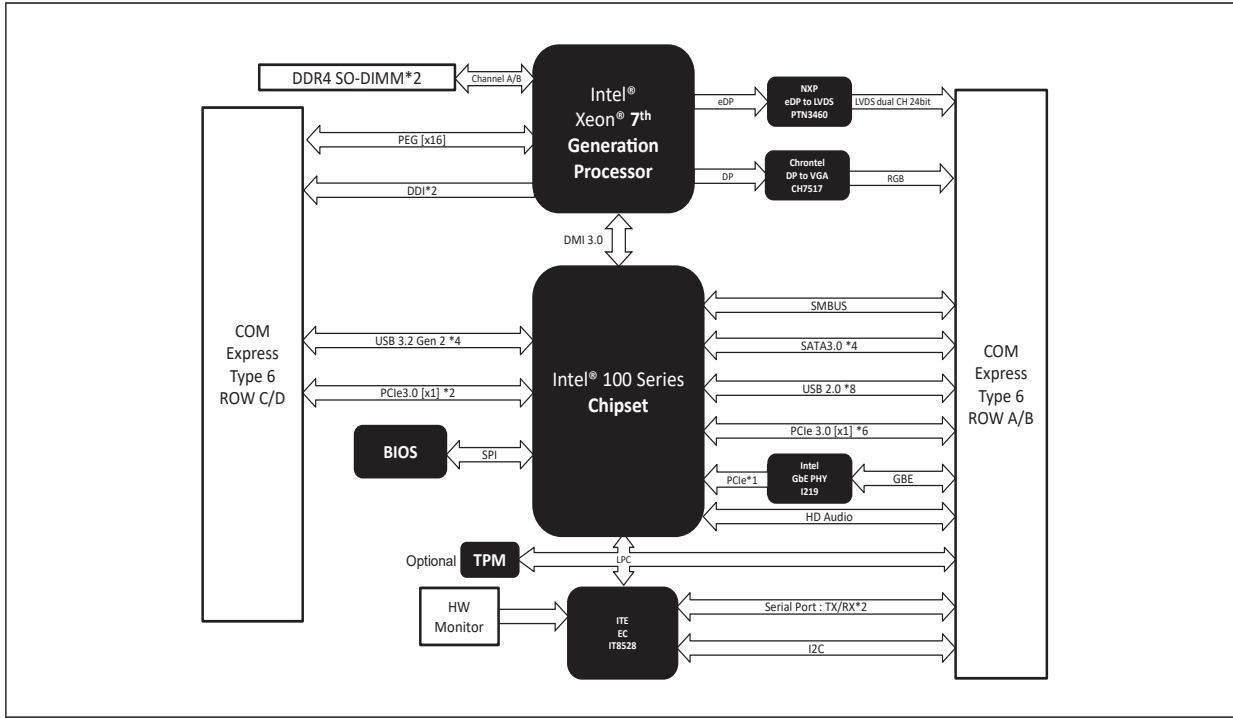 DDR4 SO-DIMM*2
Channel A/B
Intel®
Xeon® 7th
Generation
Processor
eDP
NXP
eDP to LVDS
PTN3460
LVDS dual CH 24bit
PEG [x16]
DP
Chrontel
DP to VGA
CH7517
RGB
DDI*2
DMI 3.0
COM
Express
Type 6
ROW C/D
USB 3.2 Gen 2 *4
PCIe3.0 [x1] *2
BIOS
SPI
Intel® 100 Series
Chipset
SMBUS
SATA3.0 *4
USB 2.0 *8
PCIe 3.0 [x1] *6
PCIe*1
Intel
GbE PHY
I219
GBE
HD Audio
COM
Express
Type 6
ROW A/B
Optional
TPM
LPC
HW
Monitor
ITE
EC
IT8528
Serial Port : TX/RX*2
I2C